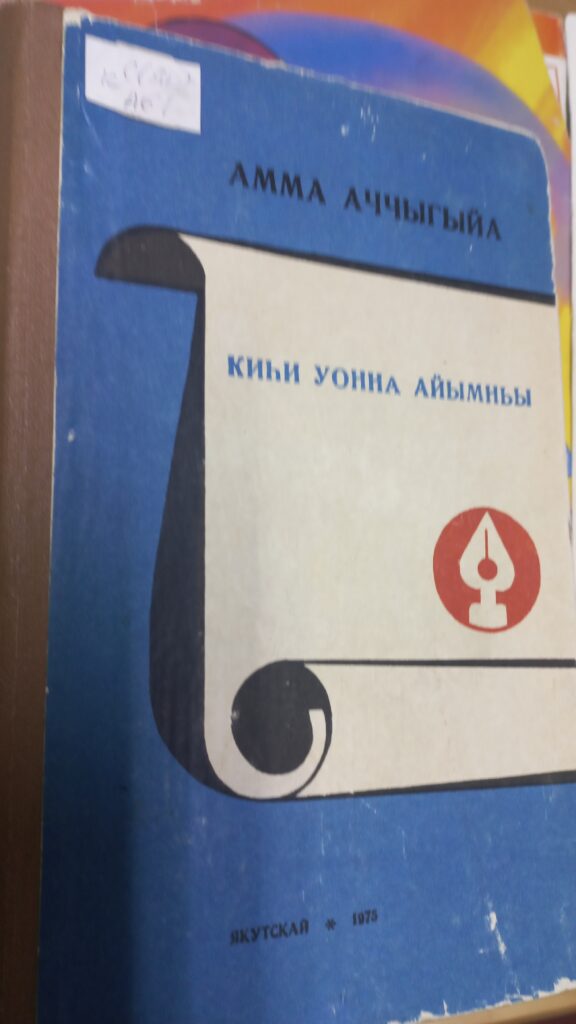 АММА АЧЧЫГЫЙА
КИҺИ УОННА АЙЫМНЬЫ
ЯКУТСКАЙ * 1975